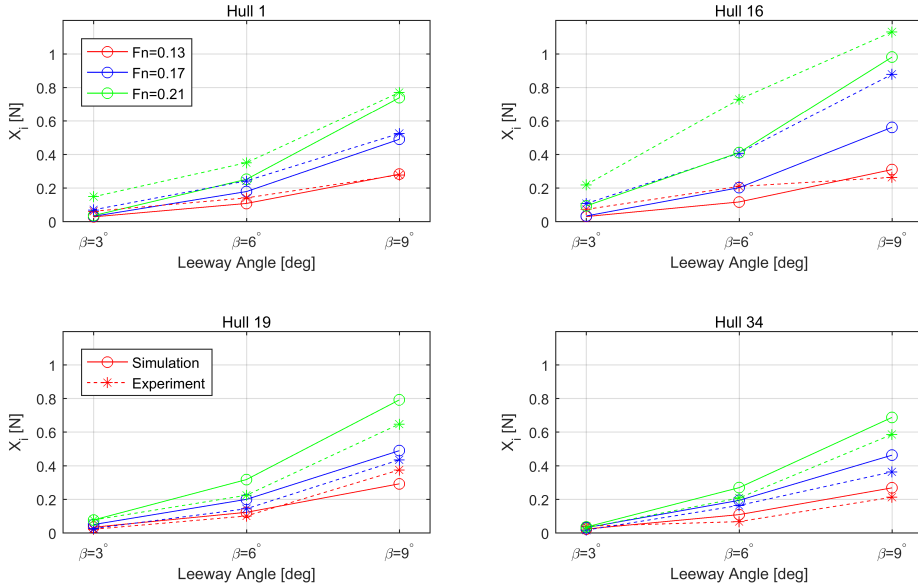 Hull 1
X_i [N]
1
0.8
0.6
0.4
0.2
0
Fn=0.13
Fn=0.17
Fn=0.21
β=3° β=6° β=9°
Leeway Angle [deg]
Hull 16
X_i [N]
1
0.8
0.6
0.4
0.2
0
β=3° β=6° β=9°
Leeway Angle [deg]
Hull 19
X_i [N]
1
0.8
0.6
0.4
0.2
0
Simulation
Experiment
β=3° β=6° β=9°
Leeway Angle [deg]
Hull 34
X_i [N]
1
0.8
0.6
0.4
0.2
0
β=3° β=6° β=9°
Leeway Angle [deg]